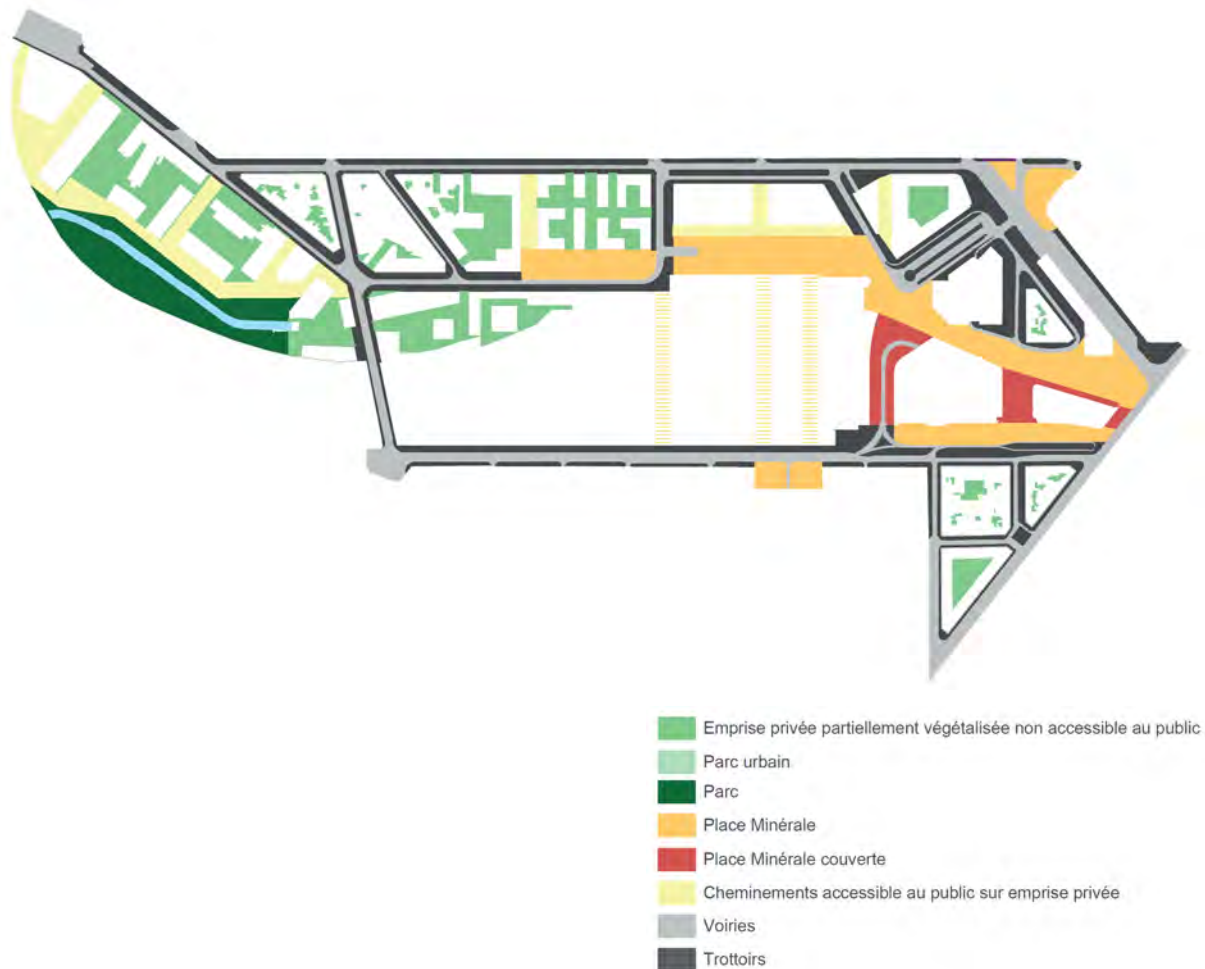 Emprise privée partiellement végétalisée non accessible au public
Parc urbain
Parc
Place Minérale
Place Minérale couverte
Cheminements accessible au public sur emprise privée
Voiries
Trottoirs